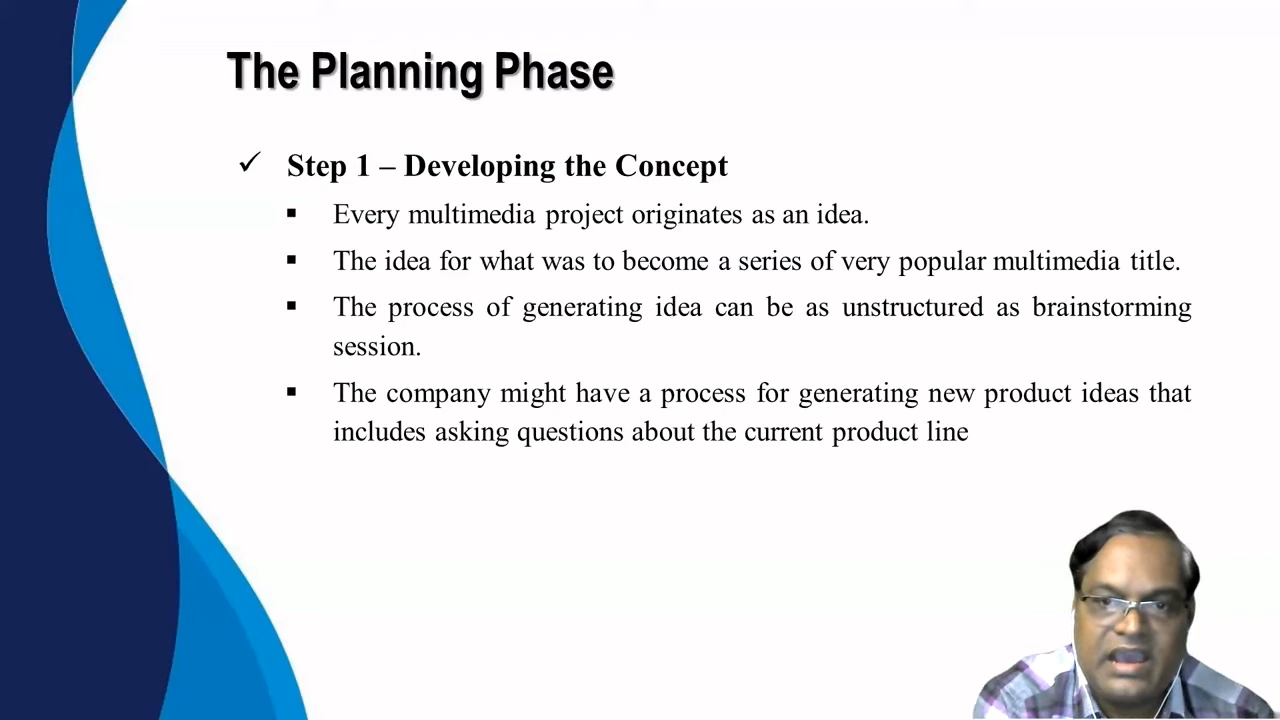 The Planning Phase
✓ Step 1 – Developing the Concept
▪ Every multimedia project originates as an idea.
▪ The idea for what was to become a series of very popular multimedia title.
▪ The process of generating idea can be as unstructured as brainstorming
session.
▪ The company might have a process for generating new product ideas that
includes asking questions about the current product line